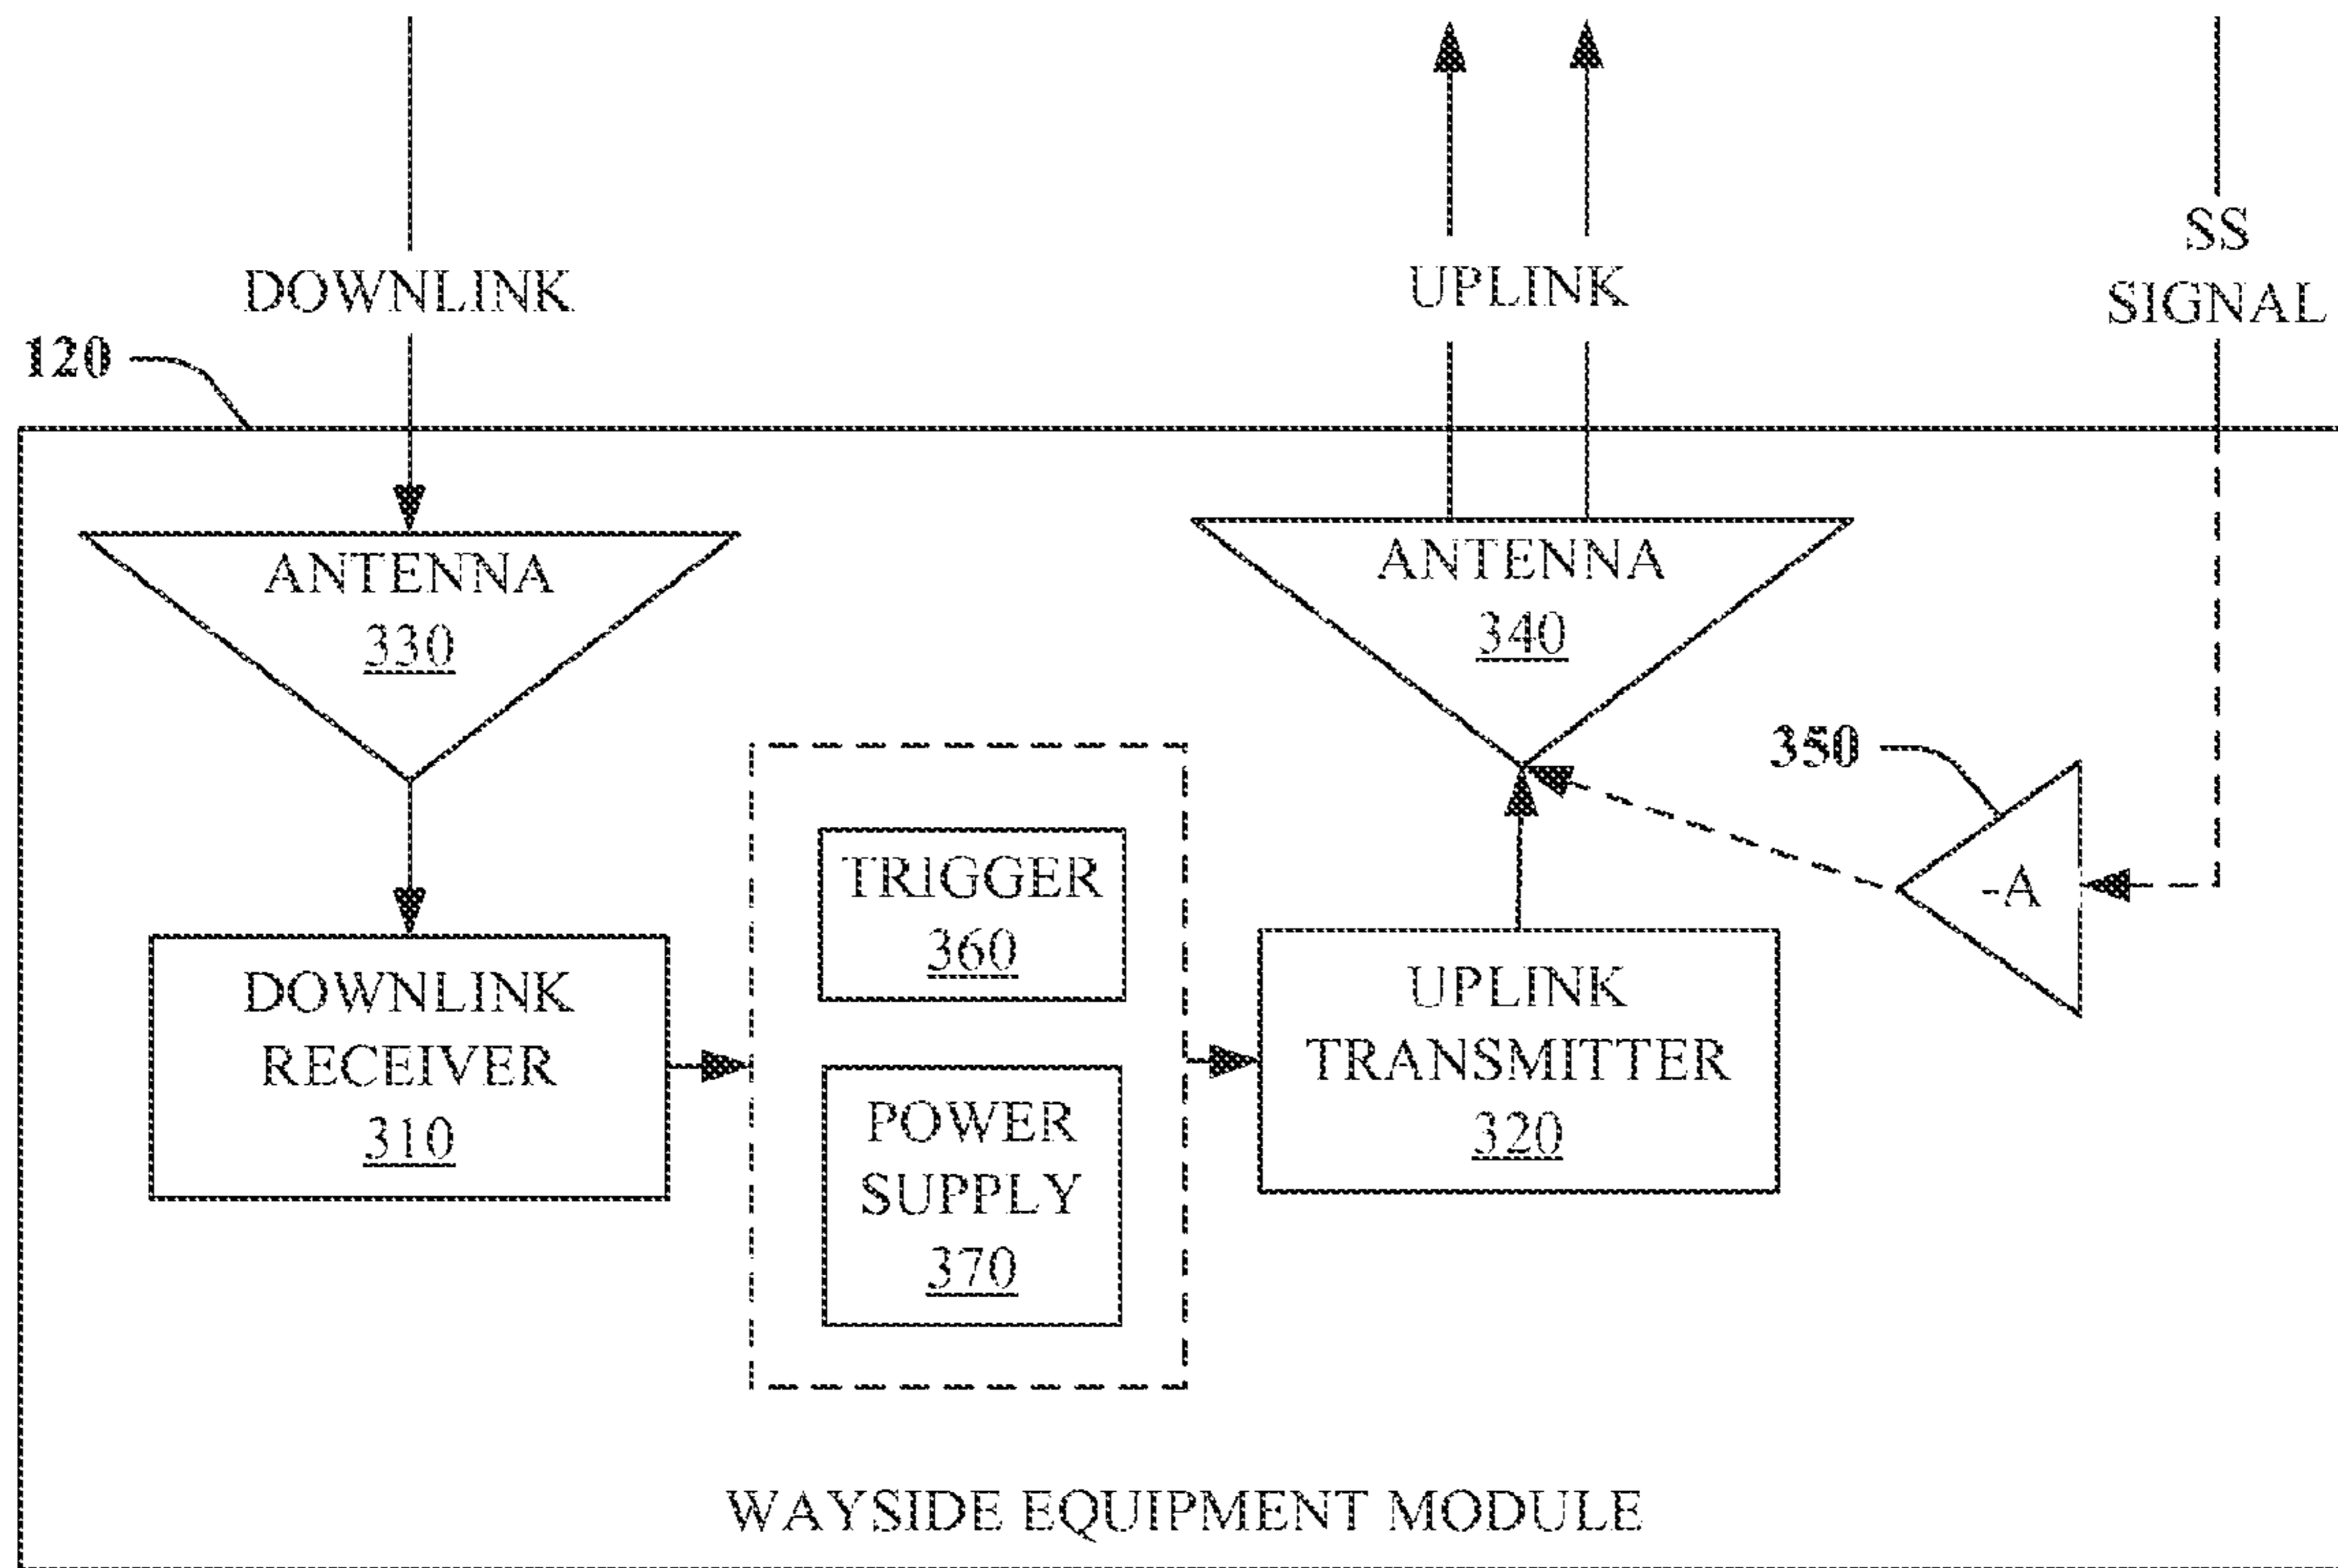 DOWNLINK
UPLINK
SS
SIGNAL
120
ANTENNA
330
ANTENNA
340
350
-A
TRIGGER
360
DOWNLINK
RECEIVER
310
POWER
SUPPLY
370
UPLINK
TRANSMITTER
320
WAYSIDE EQUIPMENT MODULE